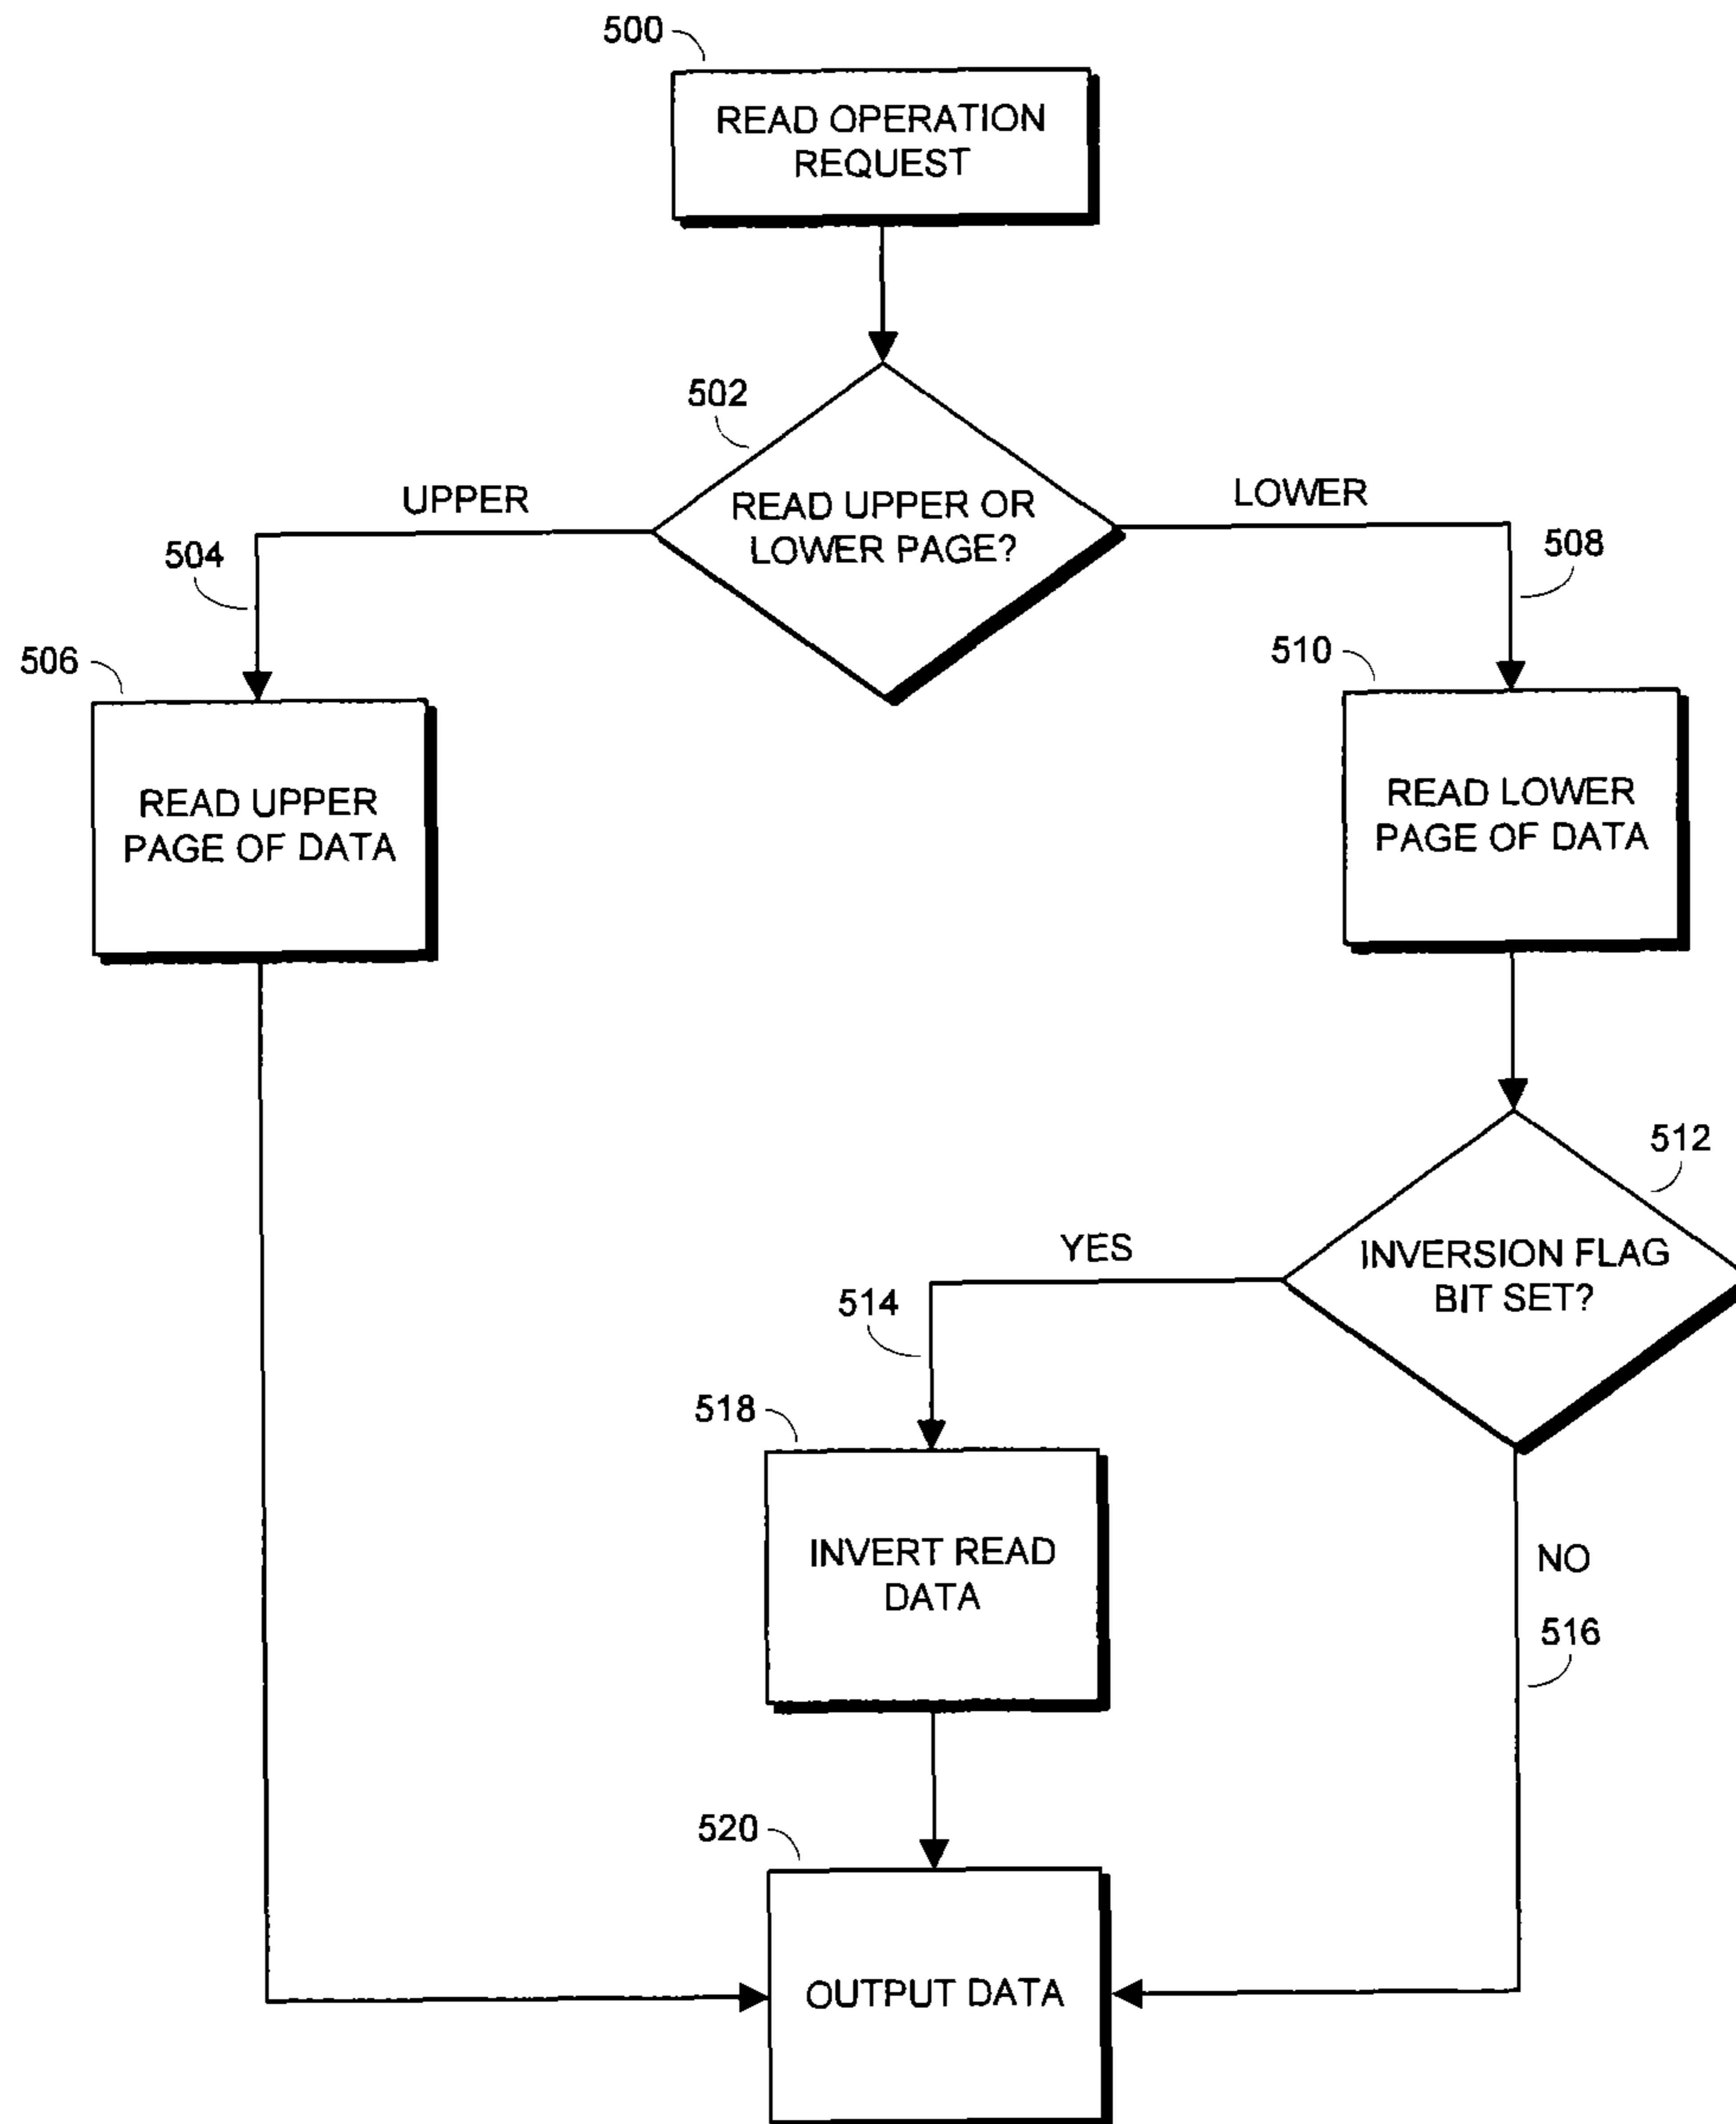 500
READ OPERATION
REQUEST
502
UPPER
READ UPPER OR
LOWER PAGE?
LOWER
504
508
506
510
READ UPPER
PAGE OF DATA
READ LOWER
PAGE OF DATA
512
YES
INVERSION FLAG
BIT SET?
514
518
INVERT READ
DATA
NO
516
520
OUTPUT DATA